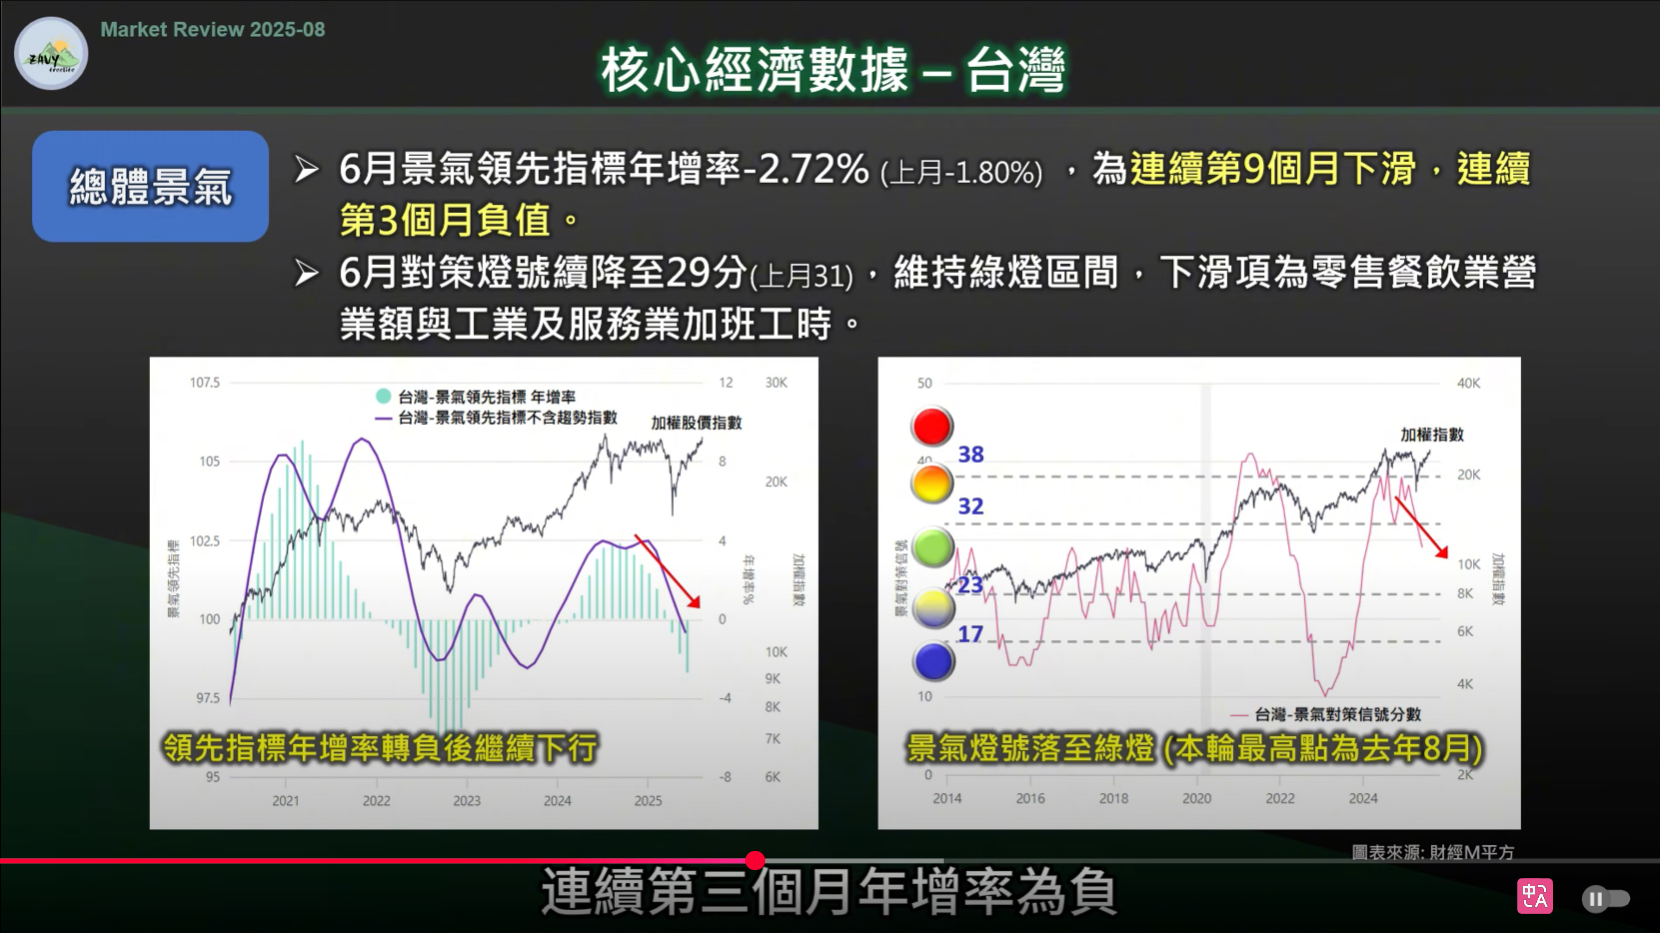 Market Review 2025-08
ZAVY
freelife
核心經濟數據 – 台灣
總體景氣
➢ 6月景氣領先指標年增率-2.72% (上月-1.80%) ，為連續第9個月下滑，連續
第3個月負值。
➢ 6月對策燈號續降至29分(上月31)，維持綠燈區間，下滑項為零售餐飲業營
業額與工業及服務業加班工時。
107.5
105
102.5
100
97.5
95
景氣領先指標
台灣-景氣領先指標 年增率
台灣-景氣領先指標不含趨勢指數
加權股價指數
12
8
4
0
-4
-8
年增率%
30K
20K
10K
9K
8K
7K
6K
加權指數
領先指標年增率轉負後繼續下行
2021 2022 2023 2024 2025
50
40
10
0
景氣對策信號
38
32
23
17
加權指數
40K
20K
10K
8K
6K
4K
2K
加權指數
台灣-景氣對策信號分數
景氣燈號落至綠燈 (本輪最高點為去年8月)
2014 2016 2018 2020 2022 2024
圖表來源: 財經M平方
連續第三個月年增率為負
中
A